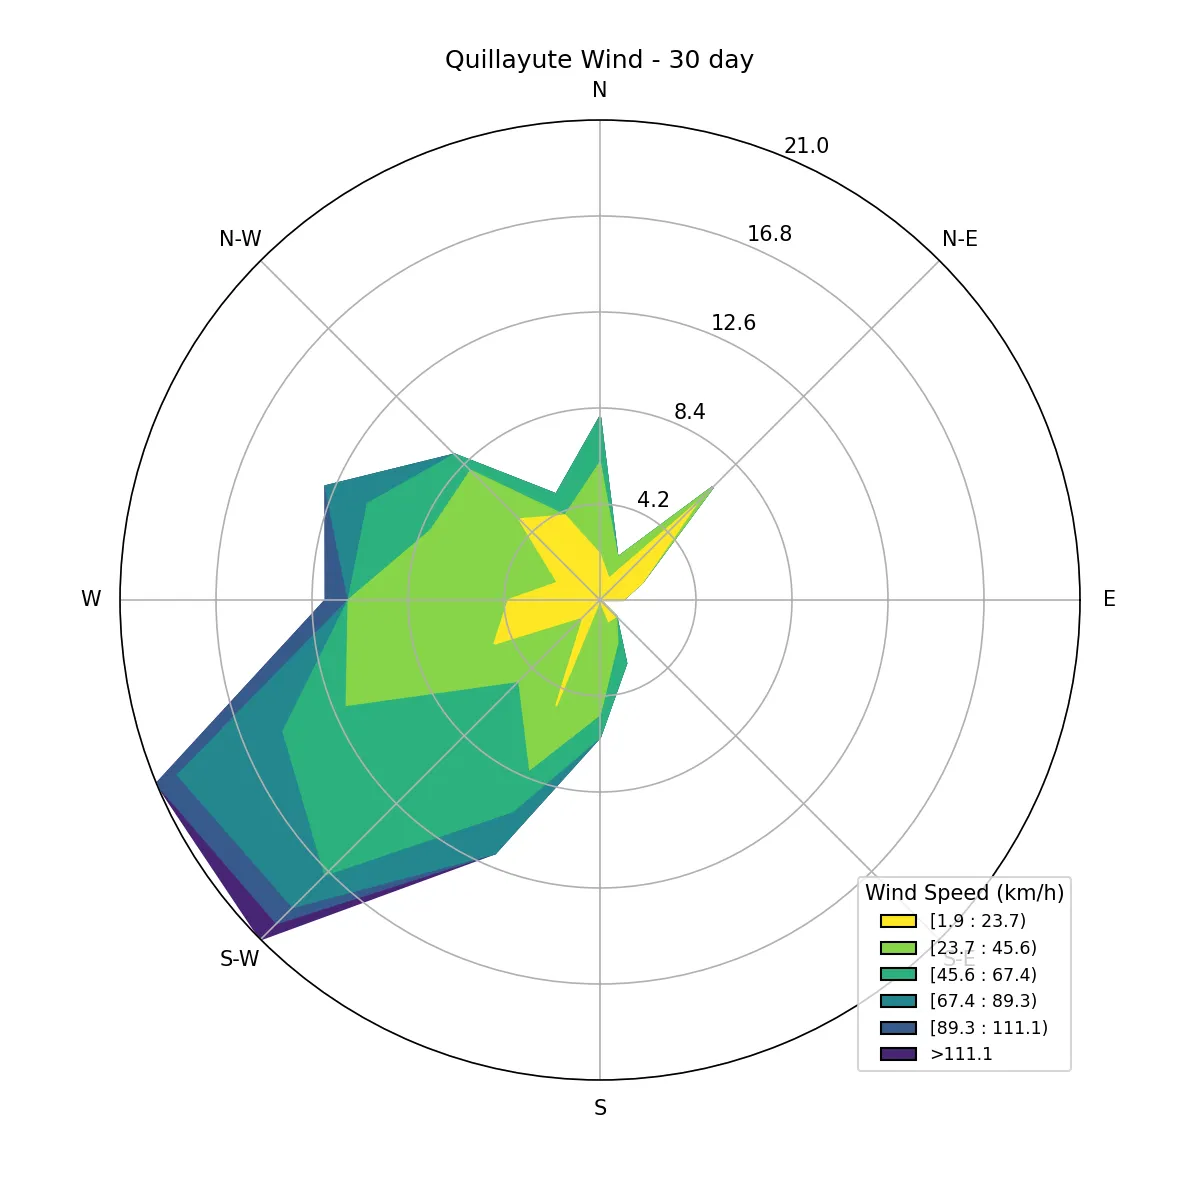 Quillayute Wind - 30 day
N
21.0
16.8
N-W
N-E
12.6
8.4
4.2
W
E
S-W
S-E
Wind Speed (km/h)
[1.9 : 23.7)
[23.7 : 45.6)
[45.6 : 67.4)
[67.4 : 89.3)
[89.3 : 111.1)
>111.1
S